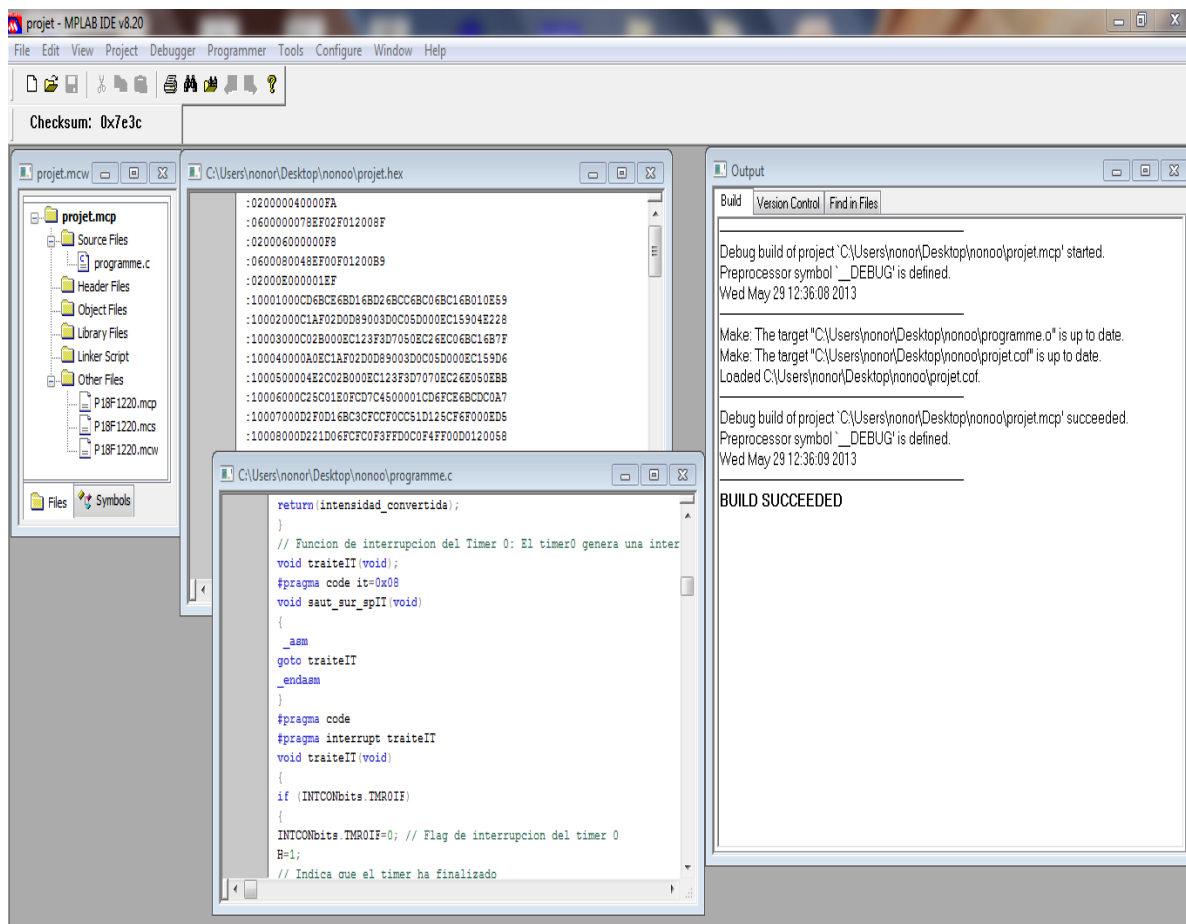 projet - MPLAB IDE v8.20
File Edit View Project Debugger Programmer Tools Configure Window Help
Checksum: 0x7e3c
projet.mcw
projet.mcp
Source Files
programme.c
Header Files
Object Files
Library Files
Linker Script
Other Files
P18F1220.mcp
P18F1220.mcs
P18F1220.mcw
Files Symbols
C:\Users\nonor\Desktop\nonoo\projet.hex
:020000040000FA
:0600000078EF02F012008F
:020006000000F8
:0600080048EF00F01200B9
:02000E000001EF
:10001000CD6BCE6BD16BD26BCC6BC06BC16B010E59
:10002000C1AF02D0D89003D0C05D000EC15904E228
:10003000C02B000EC123F3D7050EC26EC06BC16B7F
:100040000A0EC1AF02D0D89003D0C05D000EC159D6
:1000500004E2C02B000EC123F3D7070EC26E050EBB
:10006000C25C01E0FCD7C4500001CD6FCE6BCDC0A7
:10007000D2F0D16BC3CFCCF0CC51D125CF6F000ED5
:10008000D221D06FCFC0F3FFD0C0F4FF00D0120058
C:\Users\nonor\Desktop\nonoo\programme.c
return(intensidad_convertida);
}
// Funcion de interrupcion del Timer 0: El timer0 genera una inter
void traiteIT(void);
#pragma code it=0x08
void saut_sur_spIT(void)
{
_asm
goto traiteIT
_endasm
}
#pragma code
#pragma interrupt traiteIT
void traiteIT(void)
{
if (INTCONbits.TMR0IF)
{
INTCONbits.TMR0IF=0; // Flag de interrupcion del timer 0
H=1;
// Indica que el timer ha finalizado
Output
Build Version Control Find in Files
Debug build of project `C:\Users\nonor\Desktop\nonoo\projet.mcp' started.
Preprocessor symbol `__DEBUG' is defined.
Wed May 29 12:36:08 2013
Make: The target "C:\Users\nonor\Desktop\nonoo\programme.o" is up to date.
Make: The target "C:\Users\nonor\Desktop\nonoo\projet.cof" is up to date.
Loaded C:\Users\nonor\Desktop\nonoo\projet.cof.
Debug build of project `C:\Users\nonor\Desktop\nonoo\projet.mcp' succeeded.
Preprocessor symbol `__DEBUG' is defined.
Wed May 29 12:36:09 2013
BUILD SUCCEEDED